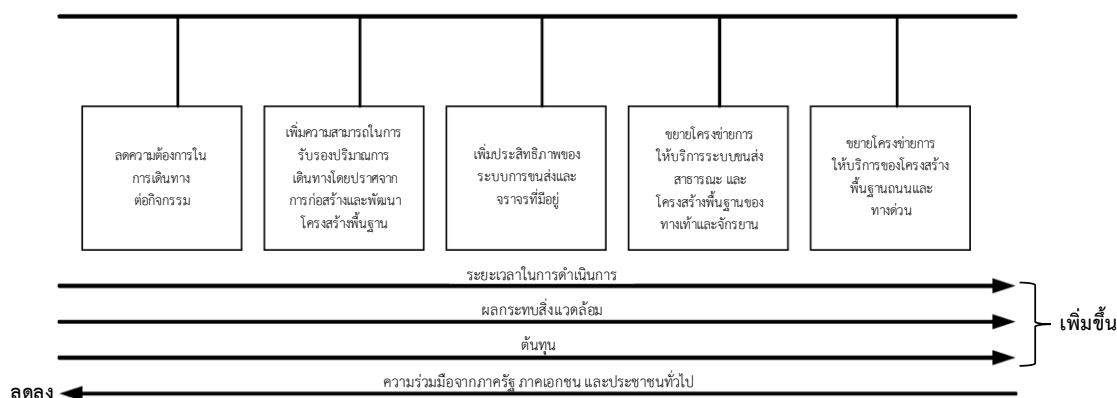 ลดความต้องการใน
การเดินทาง
ต่อกิจกรรม
เพิ่มความสามารถในการ
รับรองปริมาณการ
เดินทางโดยปราศจาก
การก่อสร้างและพัฒนา
โครงสร้างพื้นฐาน
เพิ่มประสิทธิภาพของ
ระบบการขนส่งและ
จราจรที่มีอยู่
ขยายโครงข่ายการ
ให้บริการระบบขนส่ง
สาธารณะ และ
โครงสร้างพื้นฐานของ
ทางเท้าและจักรยาน
ขยายโครงข่ายการ
ให้บริการของโครงสร้าง
พื้นฐานถนนและ
ทางด่วน
ระยะเวลาในการดำเนินการ
ผลกระทบสิ่งแวดล้อม
เพิ่มขึ้น
ต้นทุน
ความร่วมมือจากภาครัฐ ภาคเอกชน และประชาชนทั่วไป
ลดลง